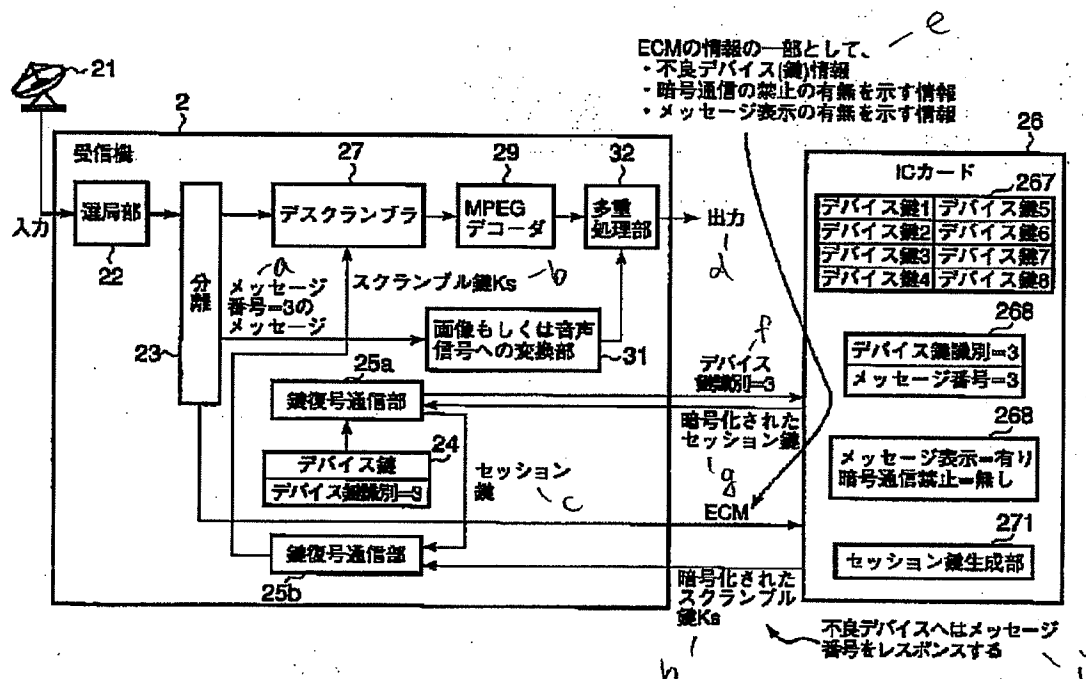 ECMの情報の一部として、
e
・不良デバイス(鍵)情報
・暗号通信の禁止の有無を示す情報
・メッセージ表示の有無を示す情報
21
2
受信機
27
29
32
26
ICカード
267
入力
選局部
22
分離
23
デスクランブラ
MPEG
デコーダ
多重
処理部
出力
d
デバイス鍵1
デバイス鍵5
デバイス鍵2
デバイス鍵6
デバイス鍵3
デバイス鍵7
デバイス鍵4
デバイス鍵8
a
メッセージ
番号=3の
メッセージ
スクランブル鍵Ks
b
画像もしくは音声
信号への変換部
31
f
デバイス
鍵識別=3
268
デバイス鍵識別=3
メッセージ番号=3
25a
鍵復号通信部
暗号化された
セッション鍵
g
24
デバイス鍵
デバイス鍵識別=3
セッション
鍵
c
ECM
268
メッセージ表示=有り
暗号通信禁止=無し
271
セッション鍵生成部
鍵復号通信部
25b
暗号化された
スクランブル
鍵Ks
h
不良デバイスへはメッセージ
番号をレスポンスする